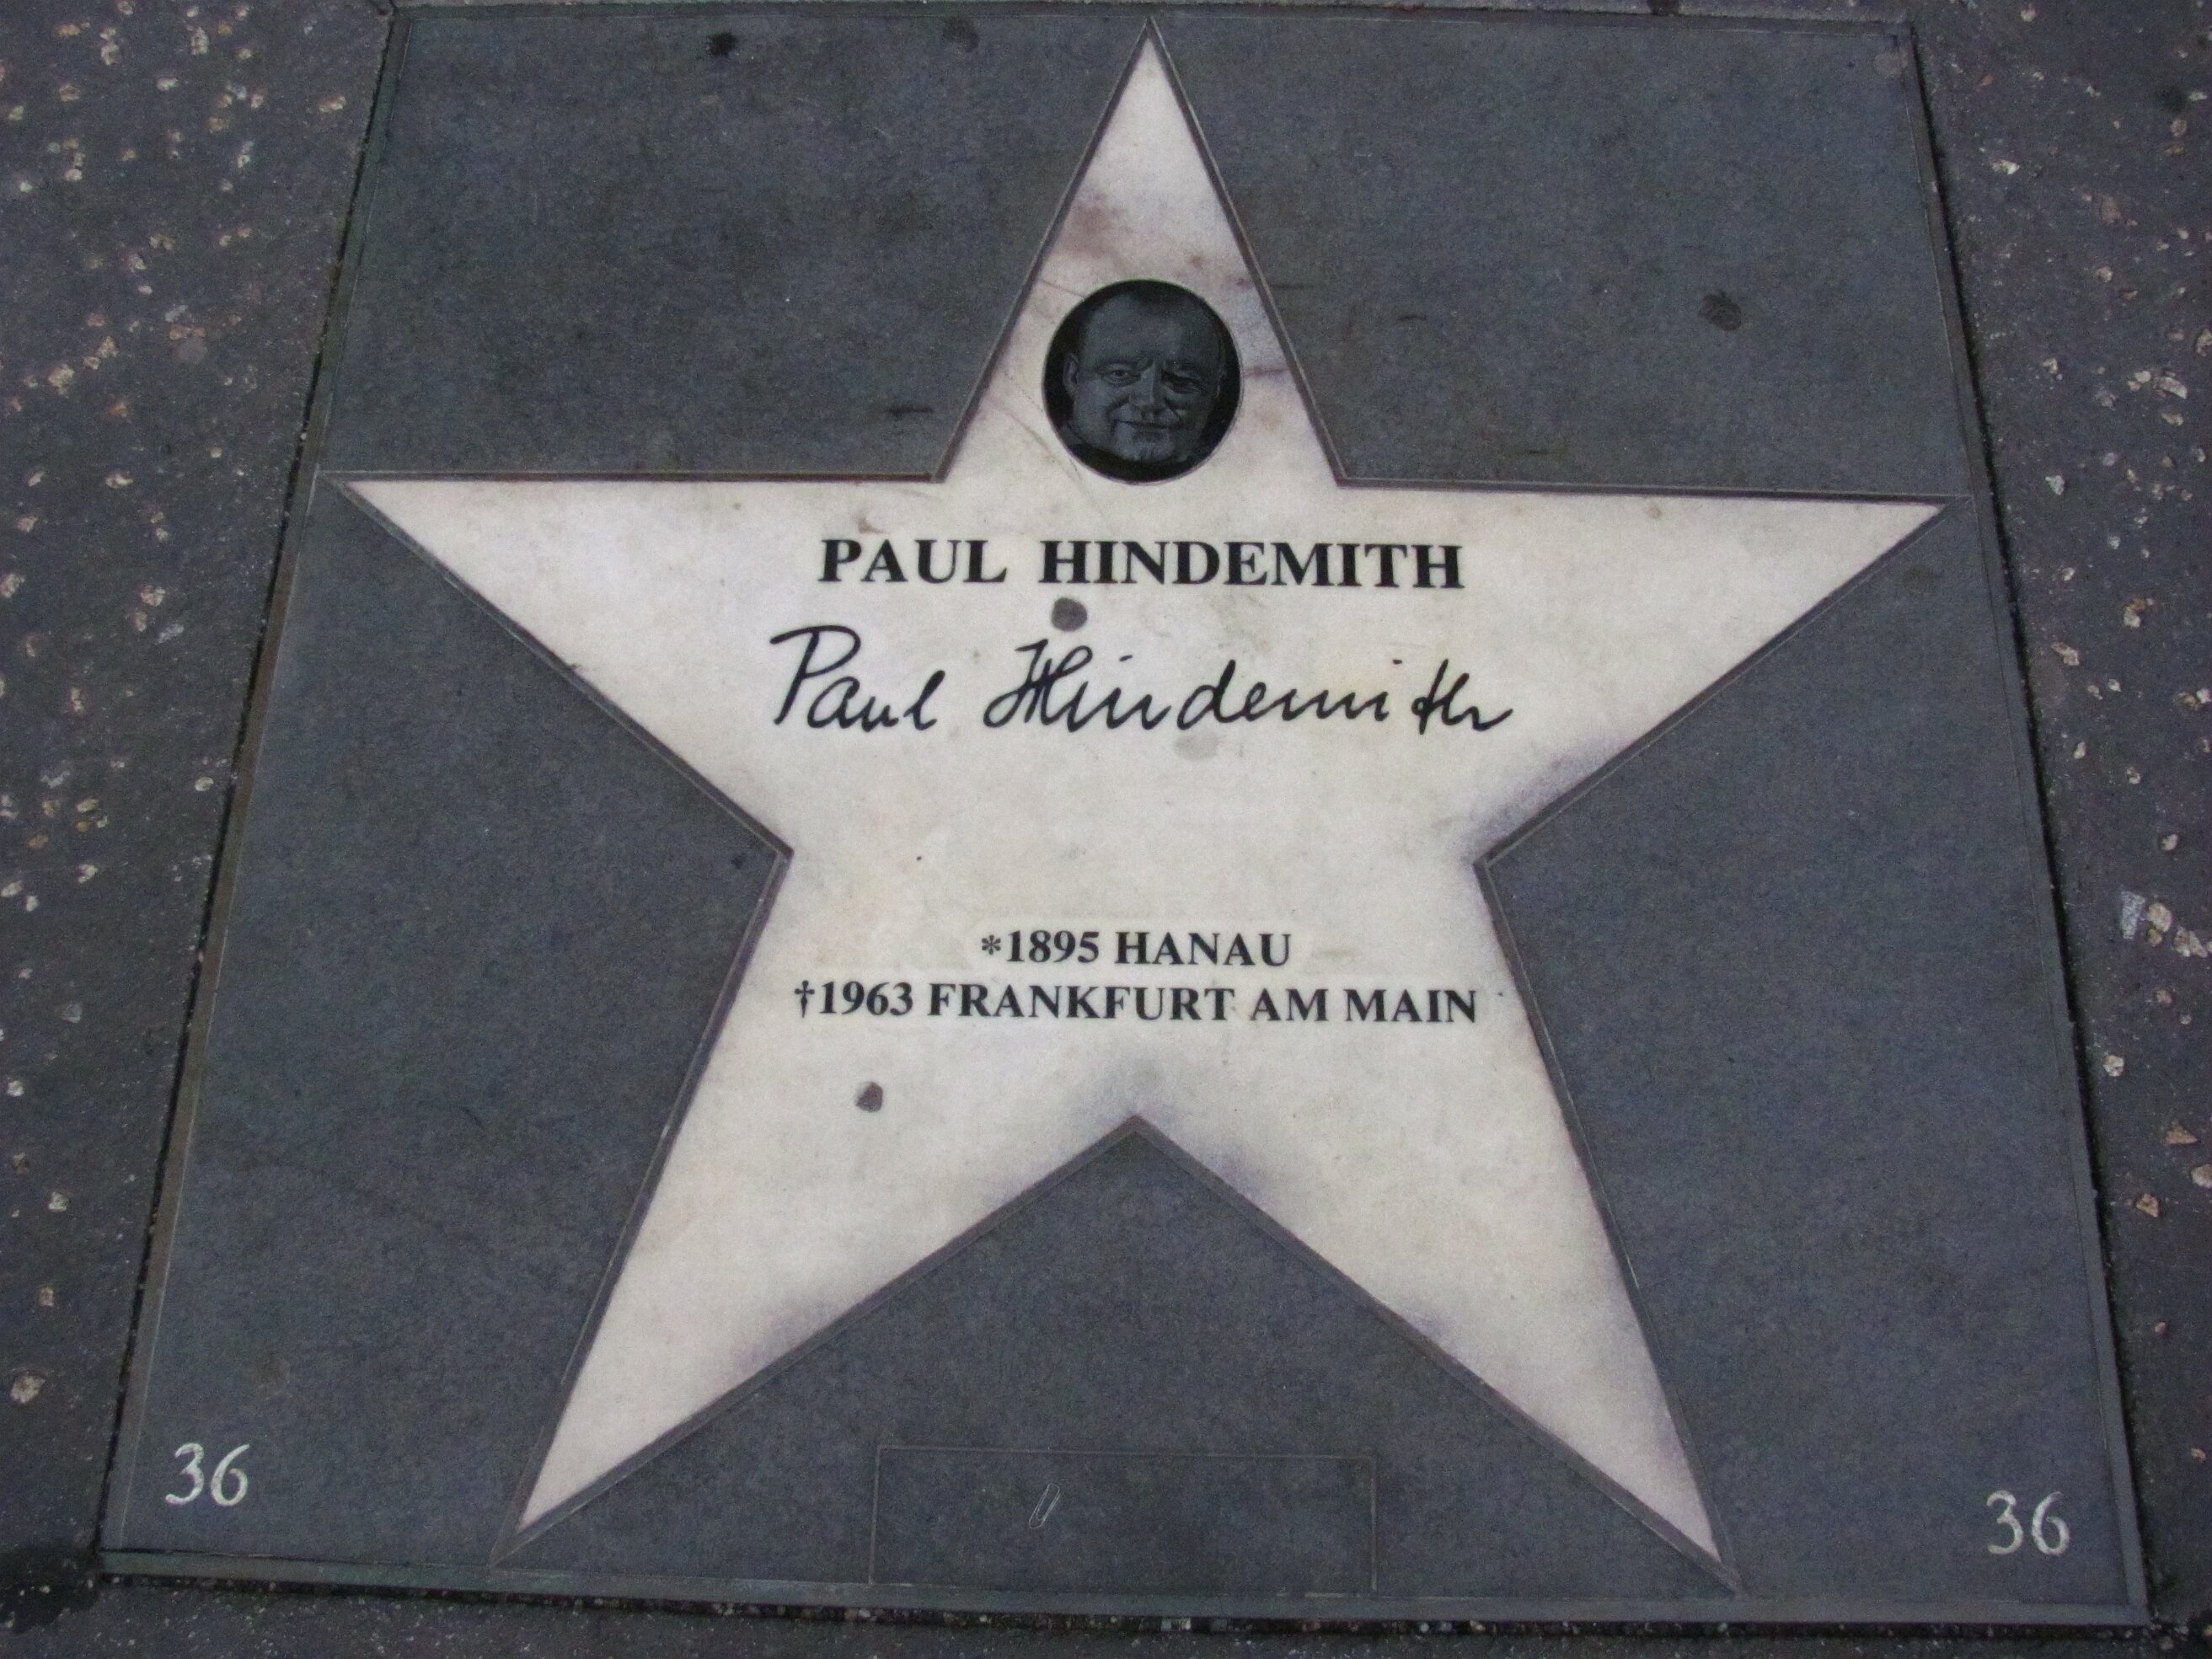 PAUL HINDEMITH
Paul Hindemith
*1895 HANAU
†1963 FRANKFURT AM MAIN
36
36